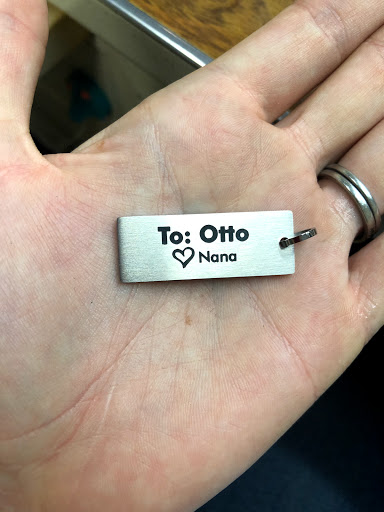 To: Otto
♡ Nana